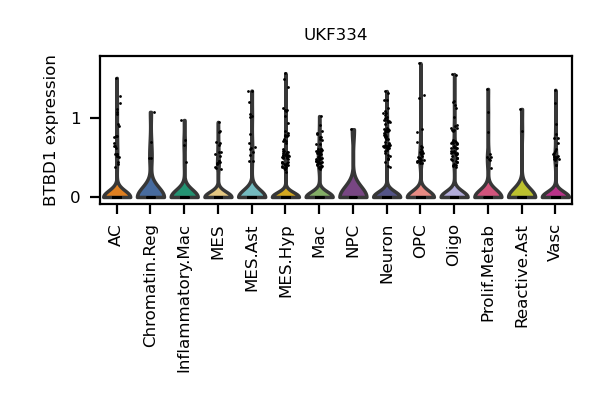 UKF334
BTBD1 expression
1
0
AC
Chromatin.Reg
Inflammatory.Mac
MES
MES.Ast
MES.Hyp
Mac
NPC
Neuron
OPC
Oligo
Prolif.Metab
Reactive.Ast
Vasc